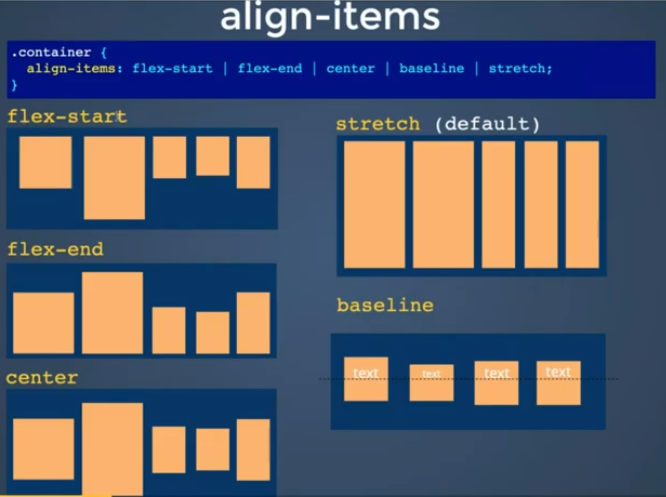 align-items
.container {
align-items: flex-start | flex-end | center | baseline | stretch;
}
flex-start
stretch (default)
flex-end
baseline
text text text text
center